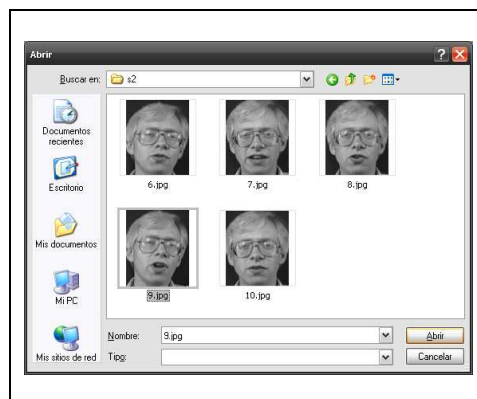 Abrir
Buscar en: s2
Documentos
recientes
Escritorio
Mis documentos
Mi PC
Mis sitios de red
6.jpg 7.jpg 8.jpg
9.jpg 10.jpg
Nombre: 9.jpg Abrir
Tipo: Cancelar